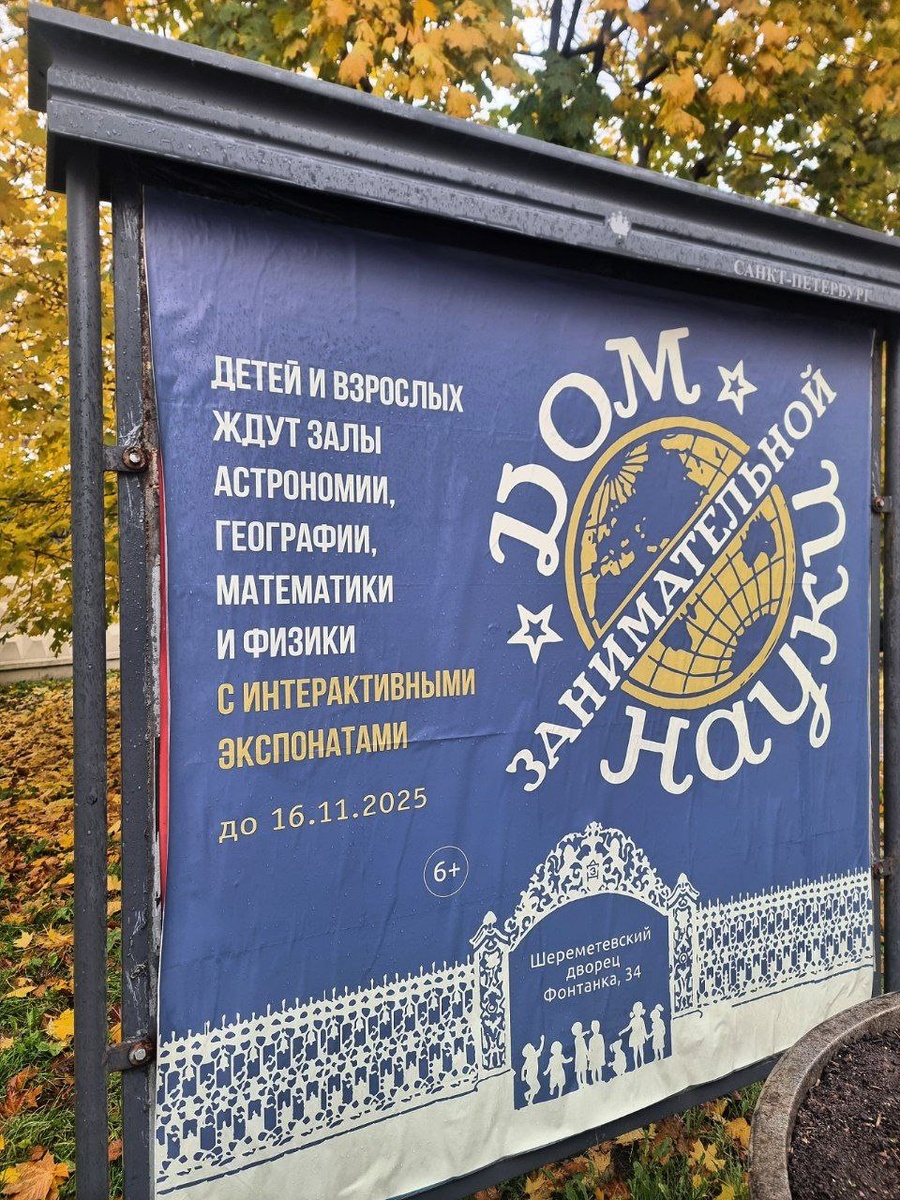 САНКТ-ПЕТЕРБУРГ
ДЕТЕЙ И ВЗРОСЛЫХ
ЖДУТ ЗАЛЫ
АСТРОНОМИИ,
ГЕОГРАФИИ,
МАТЕМАТИКИ
И ФИЗИКИ
С ИНТЕРАКТИВНЫМИ
ЭКСПОНАТАМИ
до 16.11.2025
6+
ДОМ
ЗАНИМАТЕЛЬНОЙ
НАУКИ
Шереметевский
дворец
Фонтанка, 34